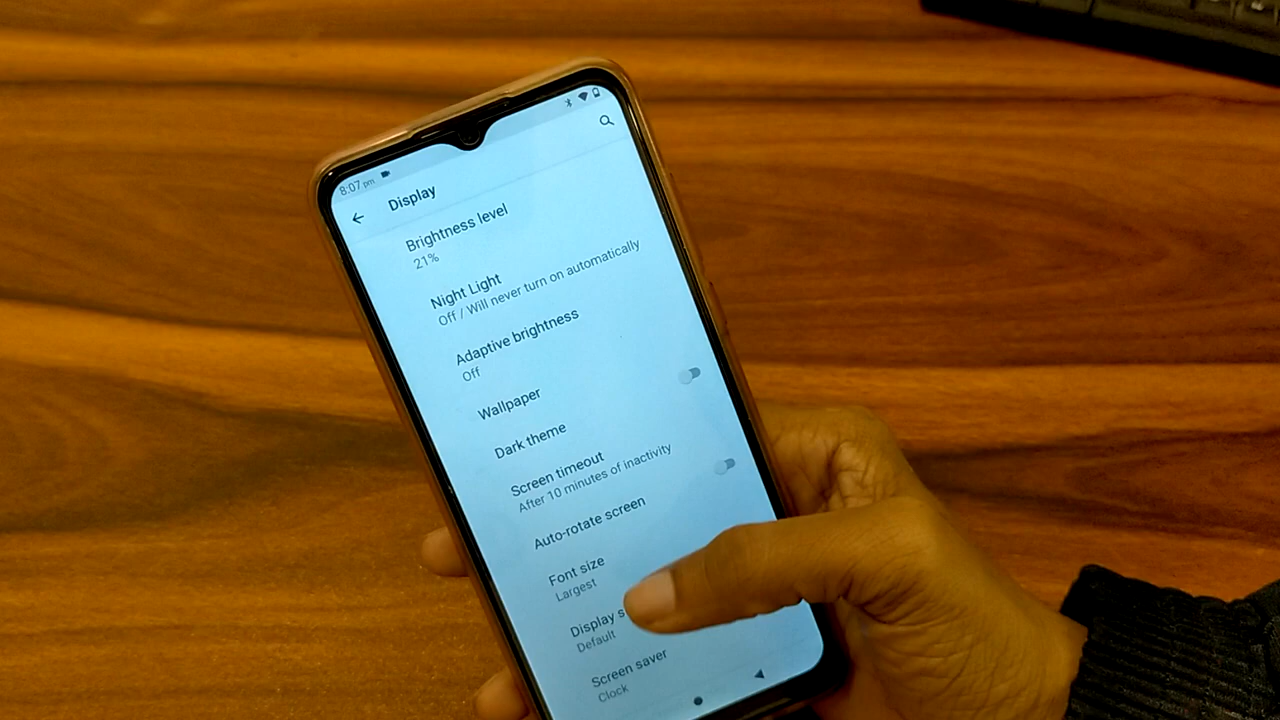 8:07 pm
Display
Brightness level
21%
Night Light
Off / Will never turn on automatically
Adaptive brightness
Off
Wallpaper
Dark theme
Screen timeout
After 10 minutes of inactivity
Auto-rotate screen
Font size
Largest
Display s
Default
Screen saver
Clock